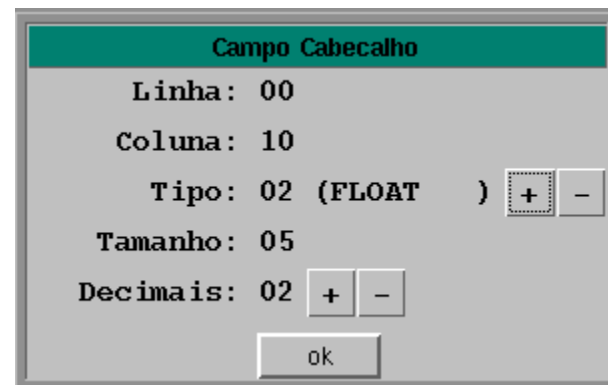 Campo Cabecalho
Linha: 00
Coluna: 10
Tipo: 02 (FLOAT    ) + -
Tamanho: 05
Decimais: 02 + -
ok